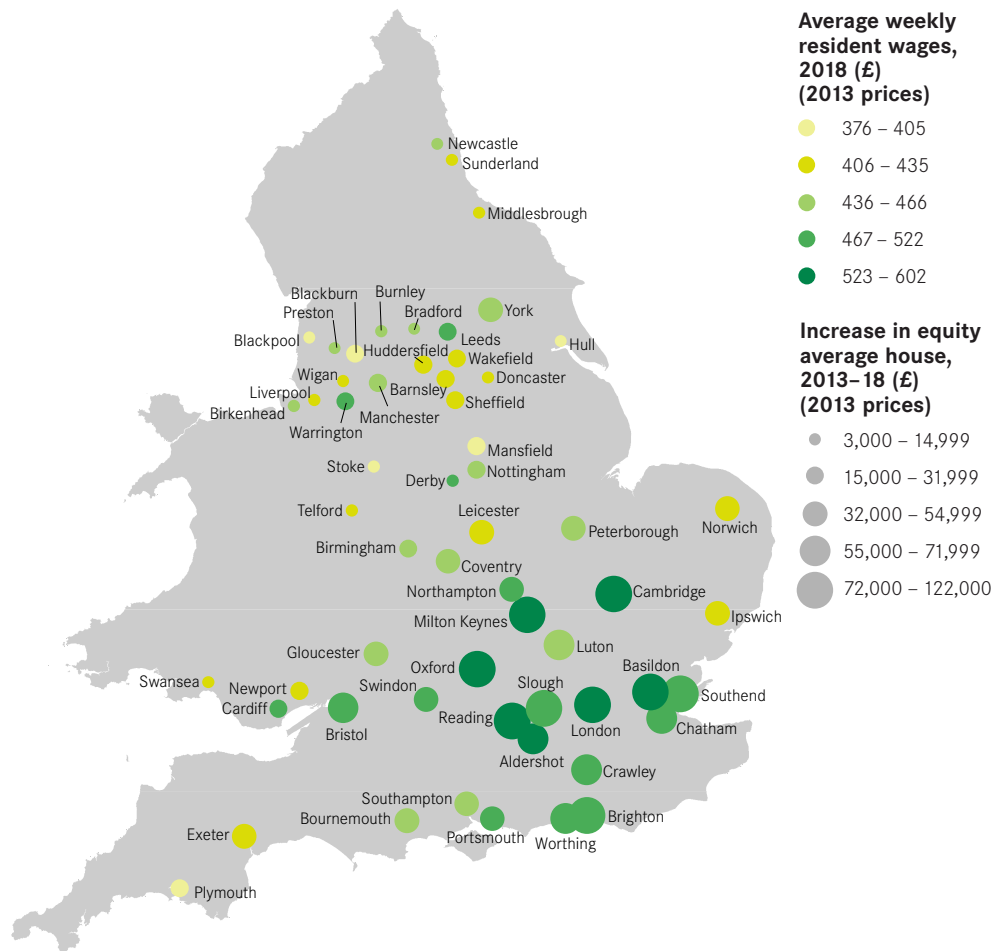 Average weekly
resident wages,
2018 (£)
(2013 prices)
376 – 405
406 – 435
436 – 466
467 – 522
523 – 602
Increase in equity
average house,
2013–18 (£)
(2013 prices)
3,000 – 14,999
15,000 – 31,999
32,000 – 54,999
55,000 – 71,999
72,000 – 122,000
Newcastle
Sunderland
Middlesbrough
Blackburn
Burnley
Preston
Bradford
York
Blackpool
Huddersfield
Leeds
Hull
Wakefield
Wigan
Doncaster
Liverpool
Barnsley
Birkenhead
Manchester
Sheffield
Warrington
Mansfield
Stoke
Nottingham
Derby
Telford
Leicester
Norwich
Birmingham
Peterborough
Coventry
Northampton
Cambridge
Milton Keynes
Ipswich
Gloucester
Luton
Oxford
Basildon
Swansea
Newport
Swindon
Slough
Southend
Cardiff
Reading
London
Chatham
Bristol
Aldershot
Crawley
Southampton
Bournemouth
Brighton
Exeter
Portsmouth
Worthing
Plymouth